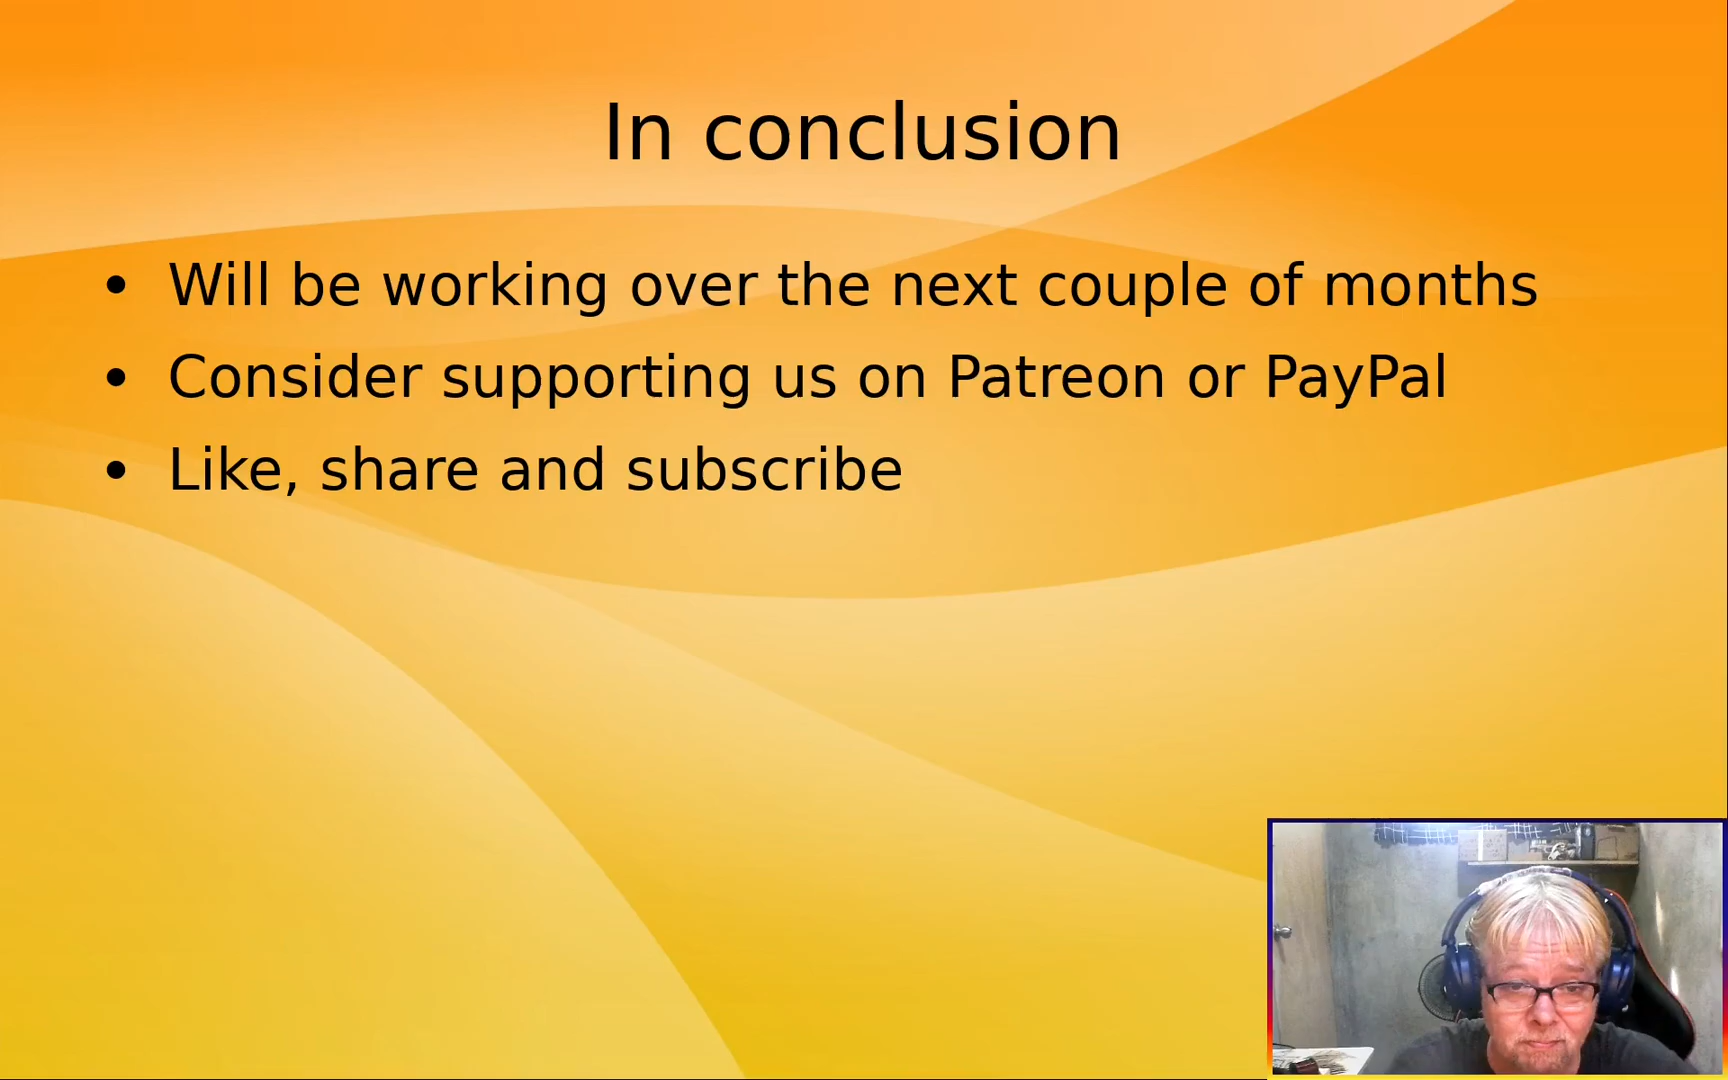 In conclusion
• Will be working over the next couple of months
• Consider supporting us on Patreon or PayPal
• Like, share and subscribe